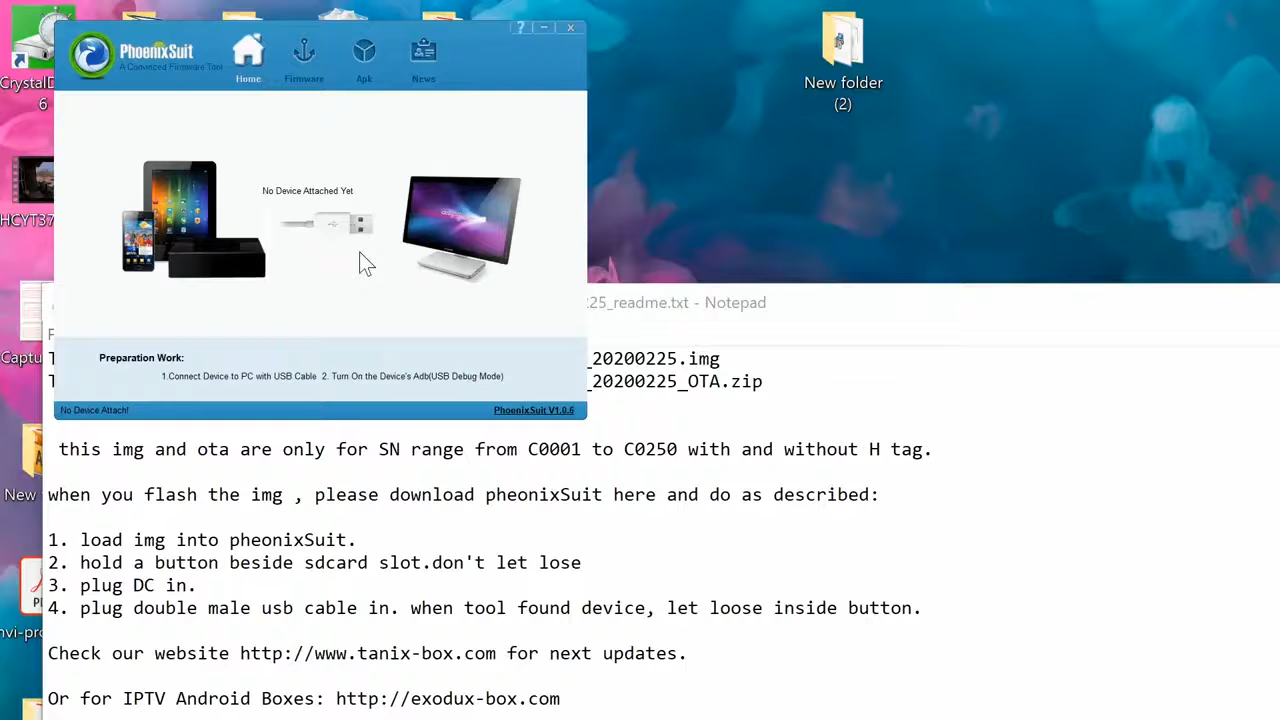 PhoenixSuit
A Convinced Firmware Tool
Home
Firmware
Apk
News
No Device Attached Yet
Preparation Work:
1.Connect Device to PC with USB Cable 2. Turn On the Device's Adb(USB Debug Mode)
No Device Attach!
PhoenixSuit V1.0.6
New folder
(2)
6
HCYT37
Captu
New
nvi-pro
25_readme.txt - Notepad
_20200225.img
_20200225_OTA.zip
this img and ota are only for SN range from C0001 to C0250 with and without H tag.
when you flash the img , please download pheonixSuit here and do as described:
1. load img into pheonixSuit.
2. hold a button beside sdcard slot.don't let lose
3. plug DC in.
4. plug double male usb cable in. when tool found device, let loose inside button.
Check our website http://www.tanix-box.com for next updates.
Or for IPTV Android Boxes: http://exodux-box.com